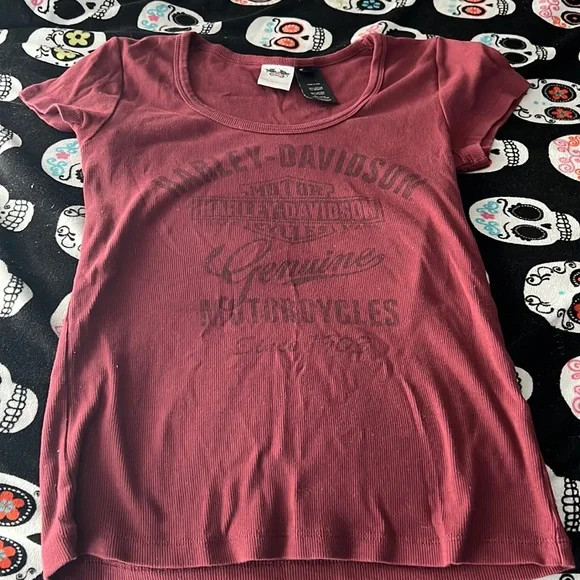 HARLEY-DAVIDSON
MOTOR
HARLEY-DAVIDSON
CYCLES
Genuine
MOTORCYCLES
Since 1903